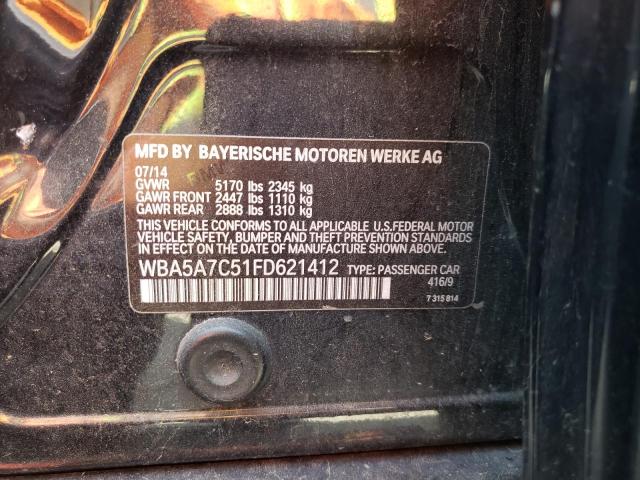 MFD BY BAYERISCHE MOTOREN WERKE AG
07/14
GVWR 5170 lbs 2345 kg
GAWR FRONT 2447 lbs 1110 kg
GAWR REAR 2888 lbs 1310 kg
THIS VEHICLE CONFORMS TO ALL APPLICABLE U.S.FEDERAL MOTOR
VEHICLE SAFETY, BUMPER AND THEFT PREVENTION STANDARDS
IN EFFECT ON THE DATE OF MANUFACTURE SHOWN ABOVE.
WBA5A7C51FD621412 TYPE: PASSENGER CAR
416/9
7 315 814